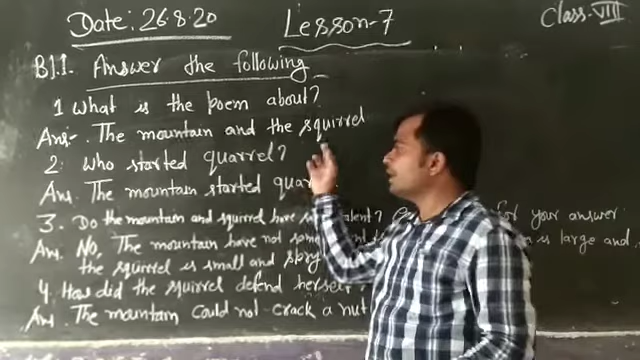 Date: 26.8.20
Lesson-7
Class-VIII
B)1. Answer the following
1 What is the poem about?
Ans:- The mountain and the squirrel
2. Who started quarrel?
Ans. The mountain started
3. Do the mountain and squirrel have for your answer.
Ans. No, The mountain have not is large and
the squirrel is small and
4. How did the squirrel defend herself
Ans. The mountain could not crack a nut